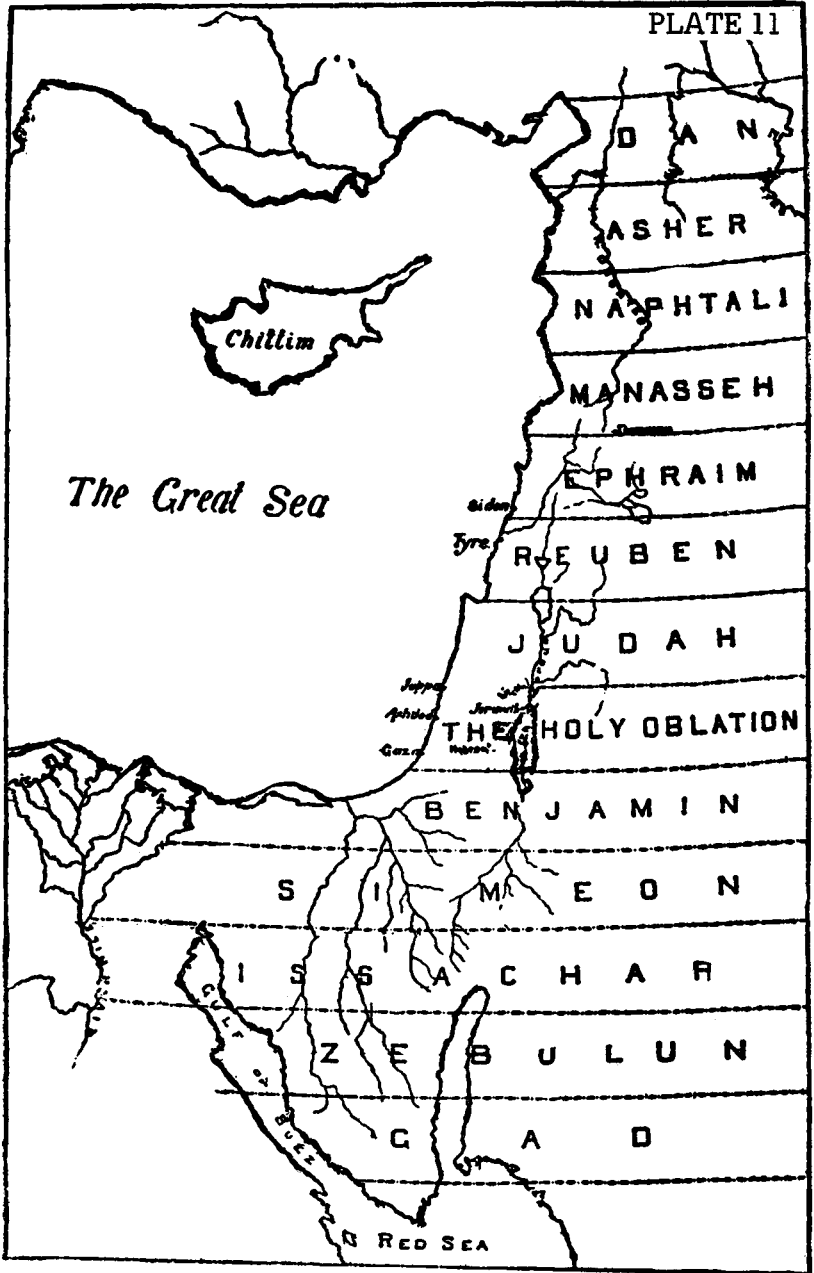 PLATE 11
DAN
ASHER
NAPHTALI
Chittim
MANASSEH
EPHRAIM
The Great Sea
Sidon
Tyre
REUBEN
JUDAH
Joppa
Ashdod
THE HOLY OBLATION
Gaza
BENJAMIN
SIMEON
ISSACHAR
GULF OF SUEZ
ZEBULUN
GAD
RED SEA